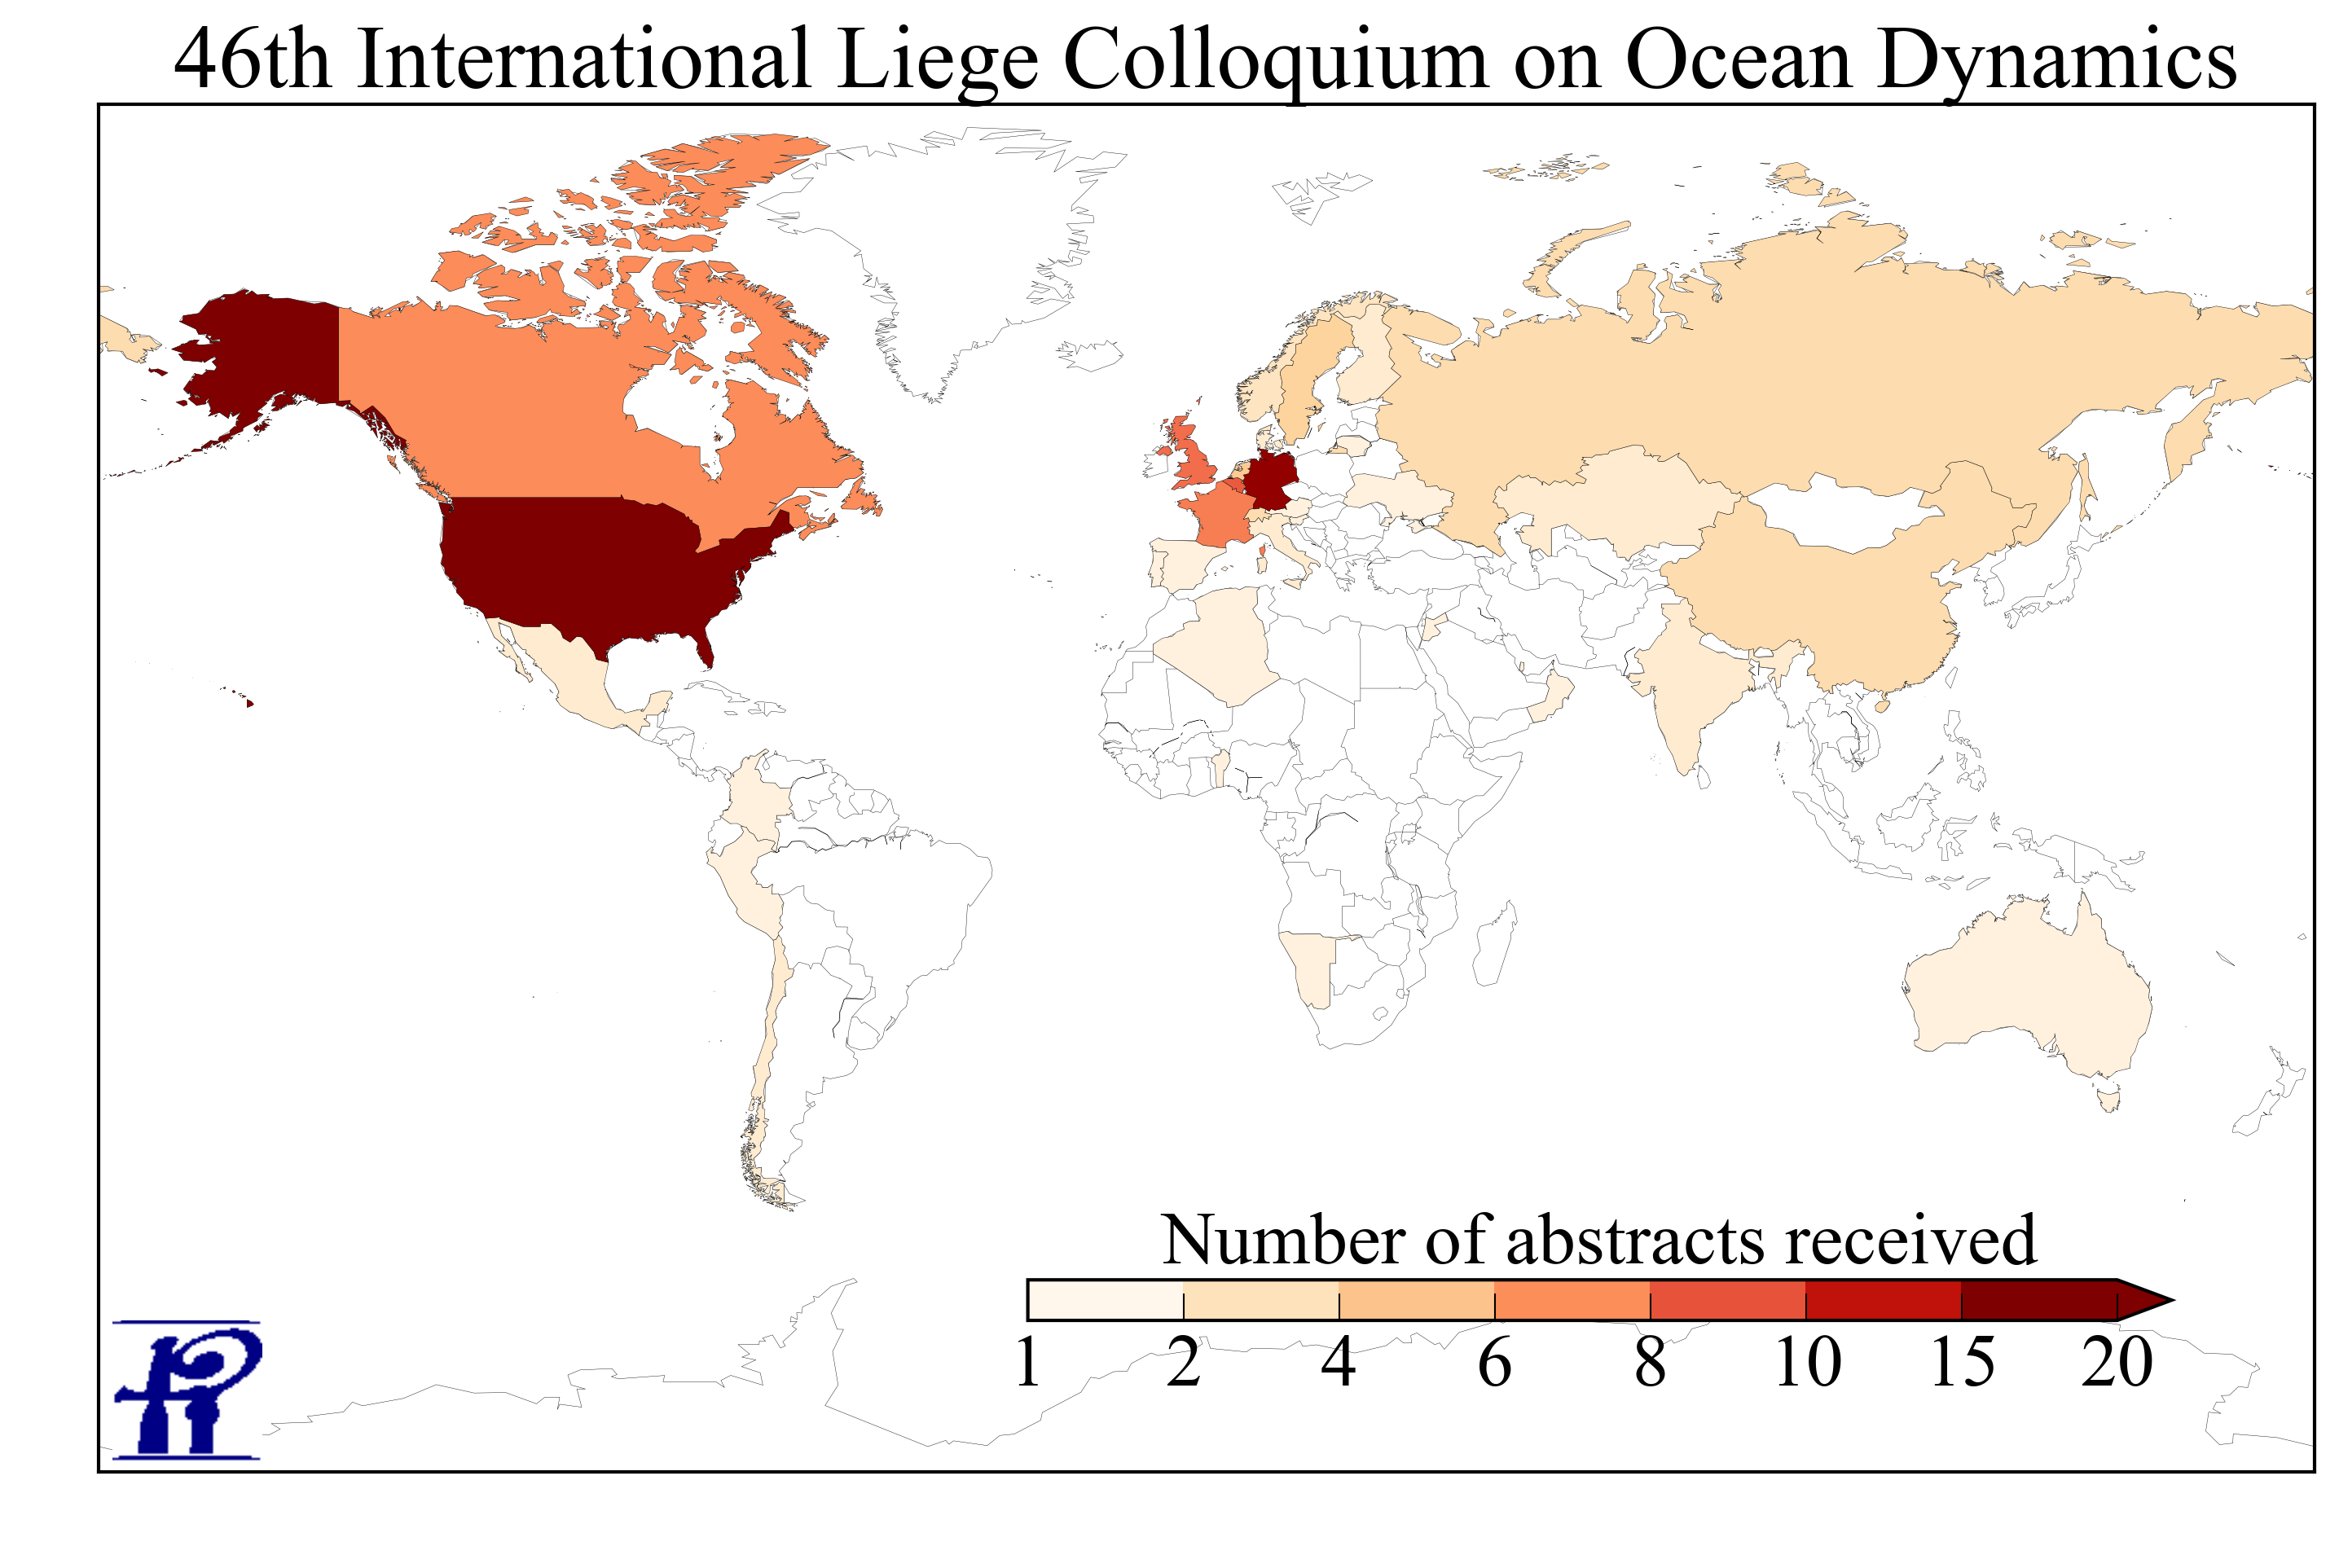 46th International Liege Colloquium on Ocean Dynamics
Number of abstracts received
1 2 4 6 8 10 15 20